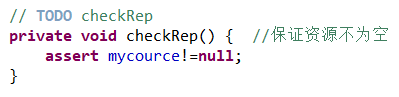 // TODO checkRep
private void checkRep() {  //保证资源不为空
    assert mycource!=null;
}